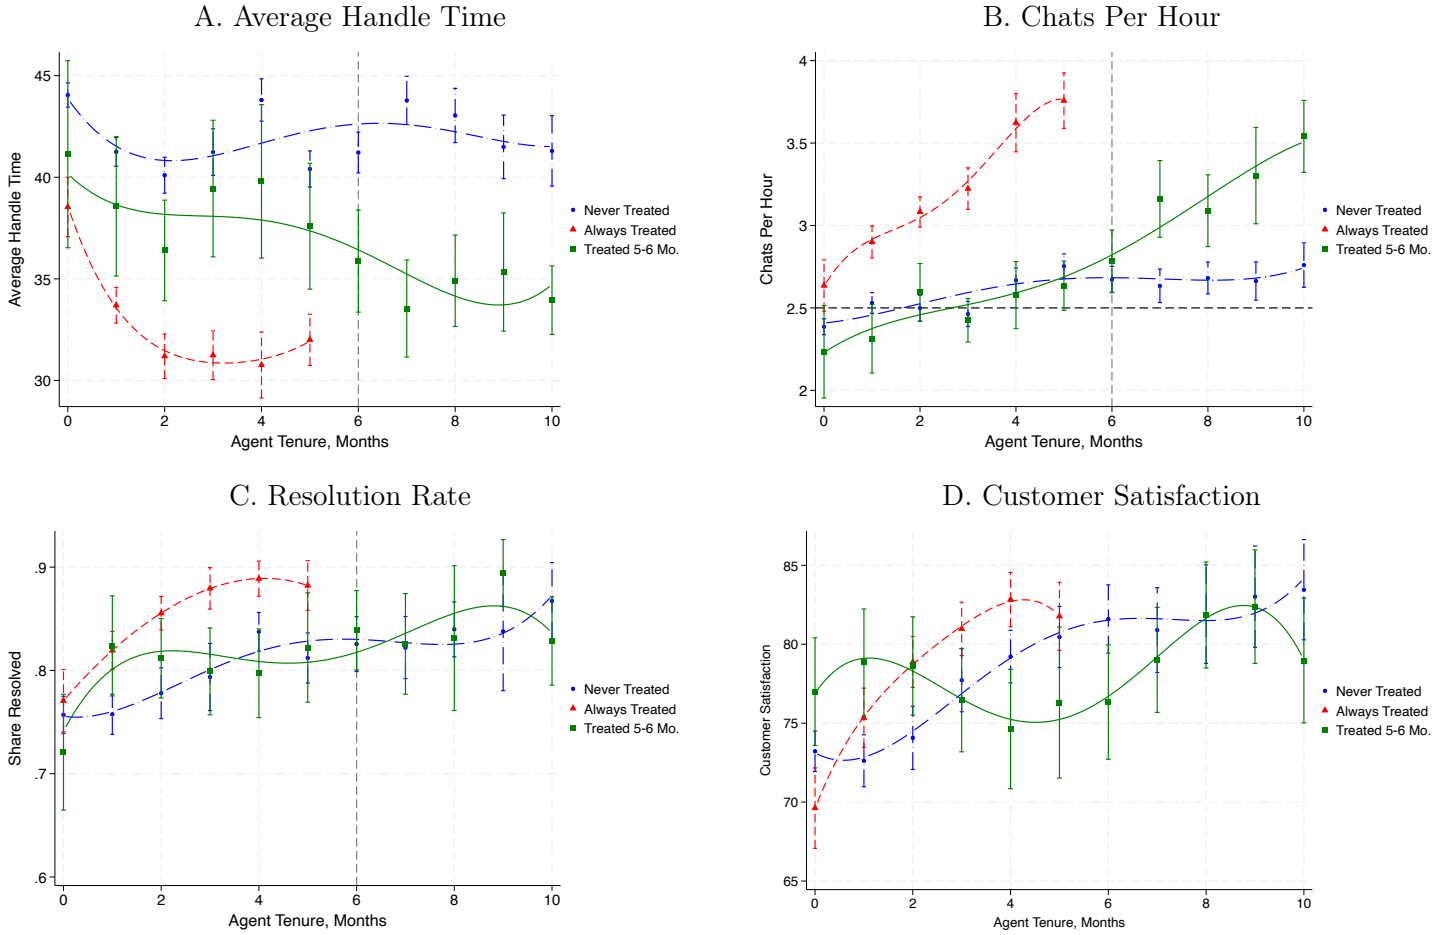 A. Average Handle Time
Average Handle Time
45
40
35
30
0 2 4 6 8 10
Agent Tenure, Months
Never Treated
Always Treated
Treated 5-6 Mo.
B. Chats Per Hour
Chats Per Hour
4
3.5
3
2.5
2
0 2 4 6 8 10
Agent Tenure, Months
Never Treated
Always Treated
Treated 5-6 Mo.
C. Resolution Rate
Share Resolved
.9
.8
.7
.6
0 2 4 6 8 10
Agent Tenure, Months
Never Treated
Always Treated
Treated 5-6 Mo.
D. Customer Satisfaction
Customer Satisfaction
85
80
75
70
65
0 2 4 6 8 10
Agent Tenure, Months
Never Treated
Always Treated
Treated 5-6 Mo.